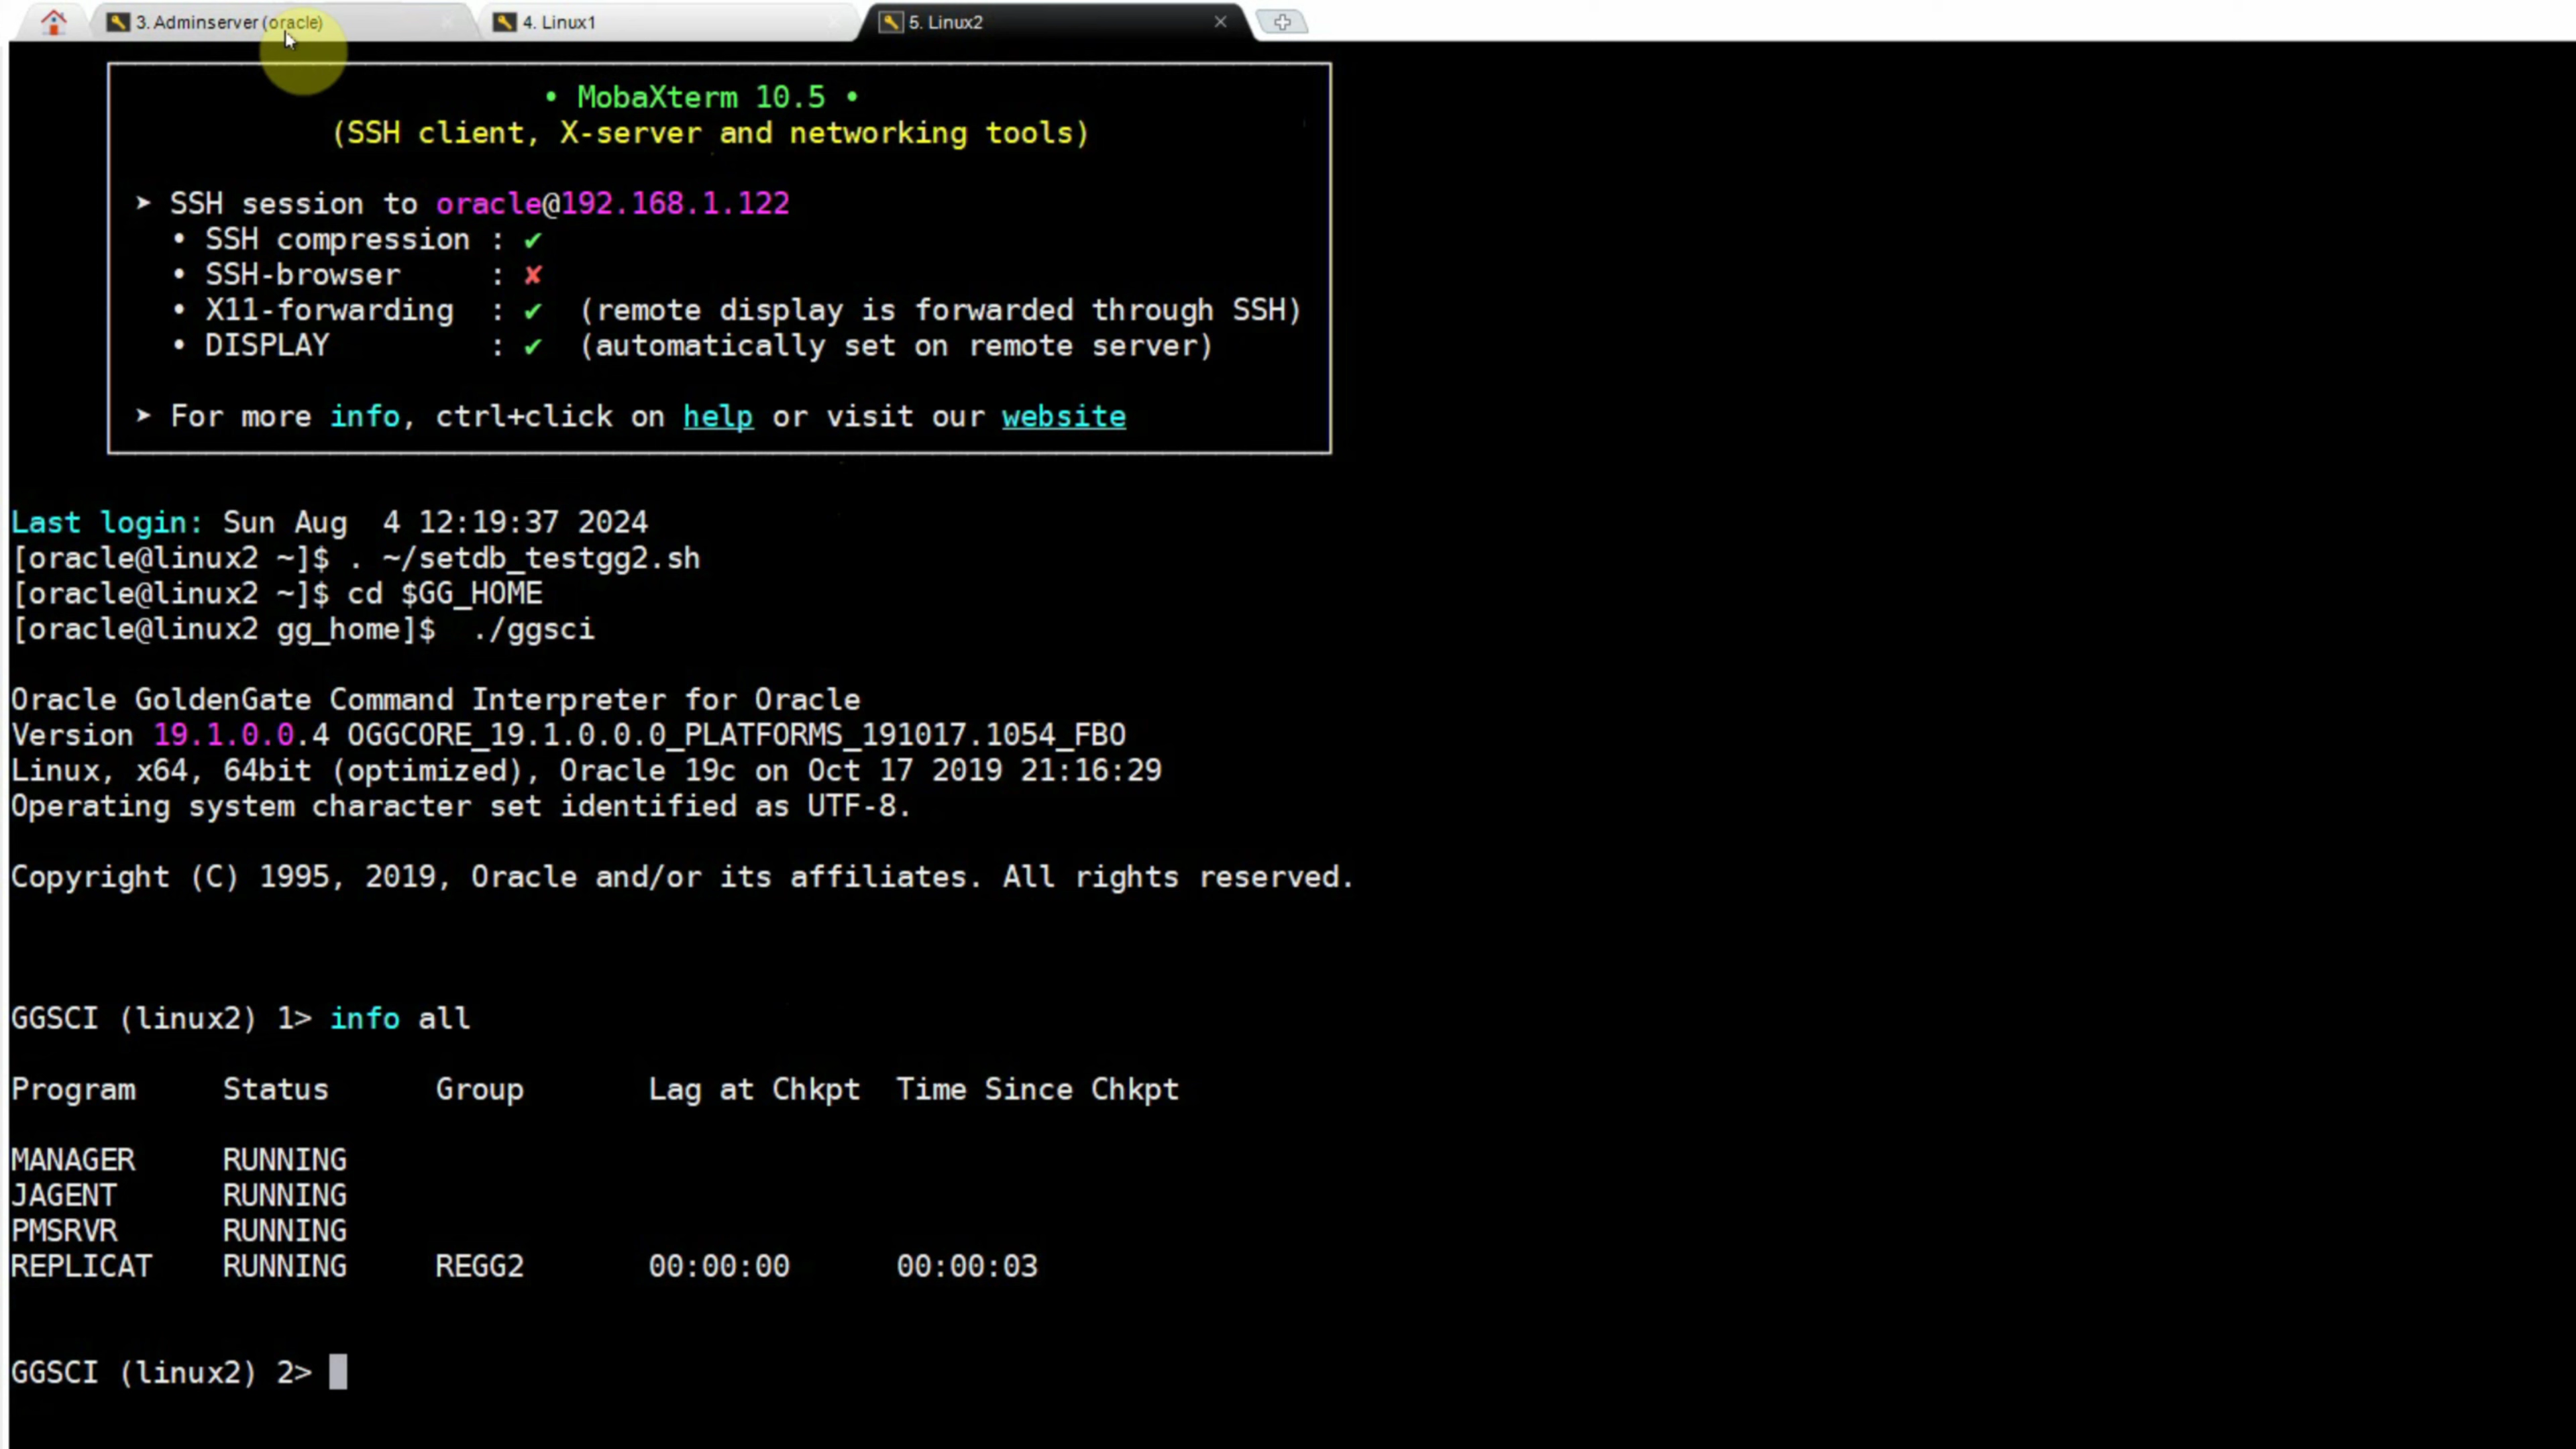 3. Adminserver (oracle)
4. Linux1
5. Linux2
• MobaXterm 10.5 •
(SSH client, X-server and networking tools)
➤ SSH session to oracle@192.168.1.122
• SSH compression : ✔
• SSH-browser : ✘
• X11-forwarding : ✔ (remote display is forwarded through SSH)
• DISPLAY : ✔ (automatically set on remote server)
➤ For more info, ctrl+click on help or visit our website
Last login: Sun Aug  4 12:19:37 2024
[oracle@linux2 ~]$ . ~/setdb_testgg2.sh
[oracle@linux2 ~]$ cd $GG_HOME
[oracle@linux2 gg_home]$  ./ggsci
Oracle GoldenGate Command Interpreter for Oracle
Version 19.1.0.0.4 OGGCORE_19.1.0.0.0_PLATFORMS_191017.1054_FBO
Linux, x64, 64bit (optimized), Oracle 19c on Oct 17 2019 21:16:29
Operating system character set identified as UTF-8.
Copyright (C) 1995, 2019, Oracle and/or its affiliates. All rights reserved.
GGSCI (linux2) 1> info all
Program     Status      Group       Lag at Chkpt  Time Since Chkpt
MANAGER     RUNNING
JAGENT      RUNNING
PMSRVR      RUNNING
REPLICAT    RUNNING     REGG2       00:00:00      00:00:03
GGSCI (linux2) 2>